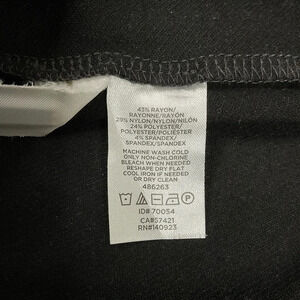 43% RAYON/
RAYONNE/RAYÓN
29% NYLON/NYLON/NILÓN
24% POLYESTER/
POLYESTER/POLIÉSTER
4% SPANDEX/
SPANDEX/SPANDEX
MACHINE WASH COLD
ONLY NON-CHLORINE
BLEACH WHEN NEEDED
RESHAPE DRY FLAT
COOL IRON IF NEEDED
OR DRY CLEAN
486263
ID# 70054
CA#57421
RN#140923